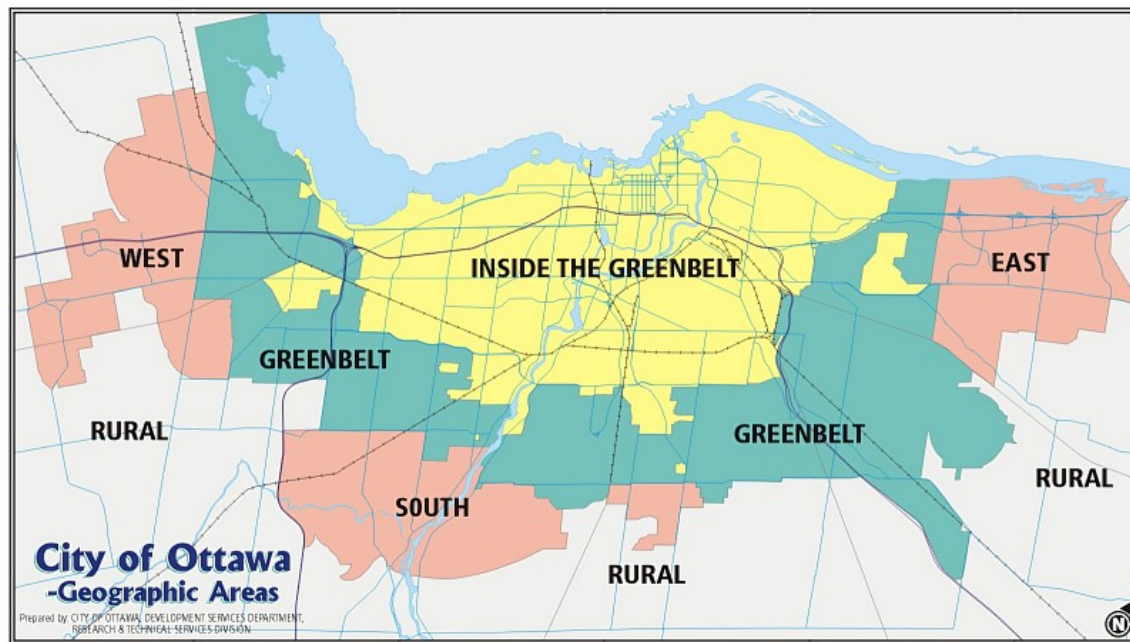 WEST
INSIDE THE GREENBELT
EAST
GREENBELT
RURAL
GREENBELT
RURAL
SOUTH
RURAL
City of Ottawa
-Geographic Areas
Prepared by: CITY OF OTTAWA, DEVELOPMENT SERVICES DEPARTMENT,
RESEARCH & TECHNICAL SERVICES DIVISION
N